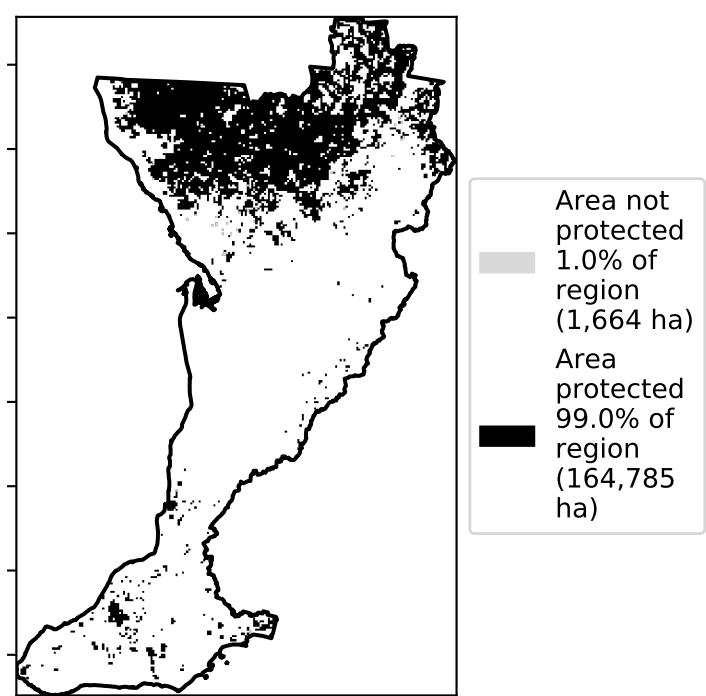 Area not
protected
1.0% of
region
(1,664 ha)
Area
protected
99.0% of
region
(164,785
ha)